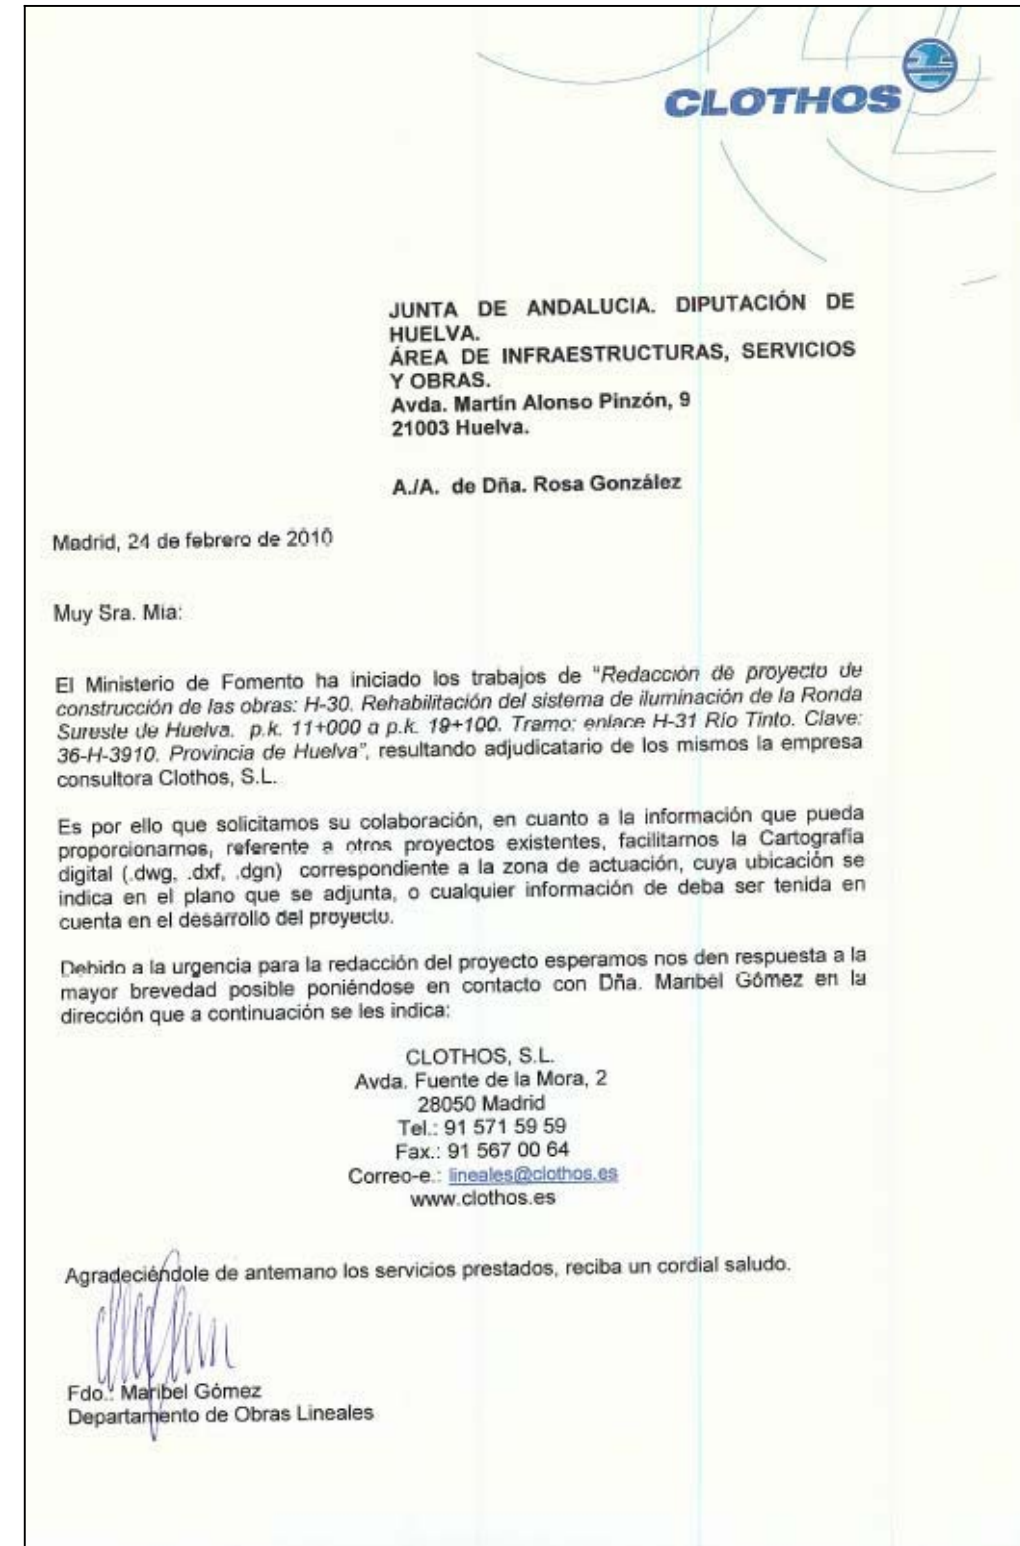 CLOTHOS
JUNTA DE ANDALUCIA. DIPUTACIÓN DE
HUELVA.
ÁREA DE INFRAESTRUCTURAS, SERVICIOS
Y OBRAS.
Avda. Martín Alonso Pinzón, 9
21003 Huelva.
A./A. de Dña. Rosa González
Madrid, 24 de febrero de 2010
Muy Sra. Mía:
El Ministerio de Fomento ha iniciado los trabajos de “Redacción de proyecto de
construcción de las obras: H-30. Rehabilitación del sistema de iluminación de la Ronda
Sureste de Huelva. p.k. 11+000 a p.k. 19+100. Tramo: enlace H-31 Río Tinto. Clave:
36-H-3910. Provincia de Huelva”, resultando adjudicatario de los mismos la empresa
consultora Clothos, S.L.
Es por ello que solicitamos su colaboración, en cuanto a la información que pueda
proporcionarnos, referente a otros proyectos existentes, facilitarnos la Cartografía
digital (.dwg, .dxf, .dgn) correspondiente a la zona de actuación, cuya ubicación se
indica en el plano que se adjunta, o cualquier información de deba ser tenida en
cuenta en el desarrollo del proyecto.
Debido a la urgencia para la redacción del proyecto esperamos nos den respuesta a la
mayor brevedad posible poniéndose en contacto con Dña. Maribel Gómez en la
dirección que a continuación se les indica:
CLOTHOS, S.L.
Avda. Fuente de la Mora, 2
28050 Madrid
Tel.: 91 571 59 59
Fax.: 91 567 00 64
Correo-e.: lineales@clothos.es
www.clothos.es
Agradeciéndole de antemano los servicios prestados, reciba un cordial saludo.
Fdo.: Maribel Gómez
Departamento de Obras Lineales